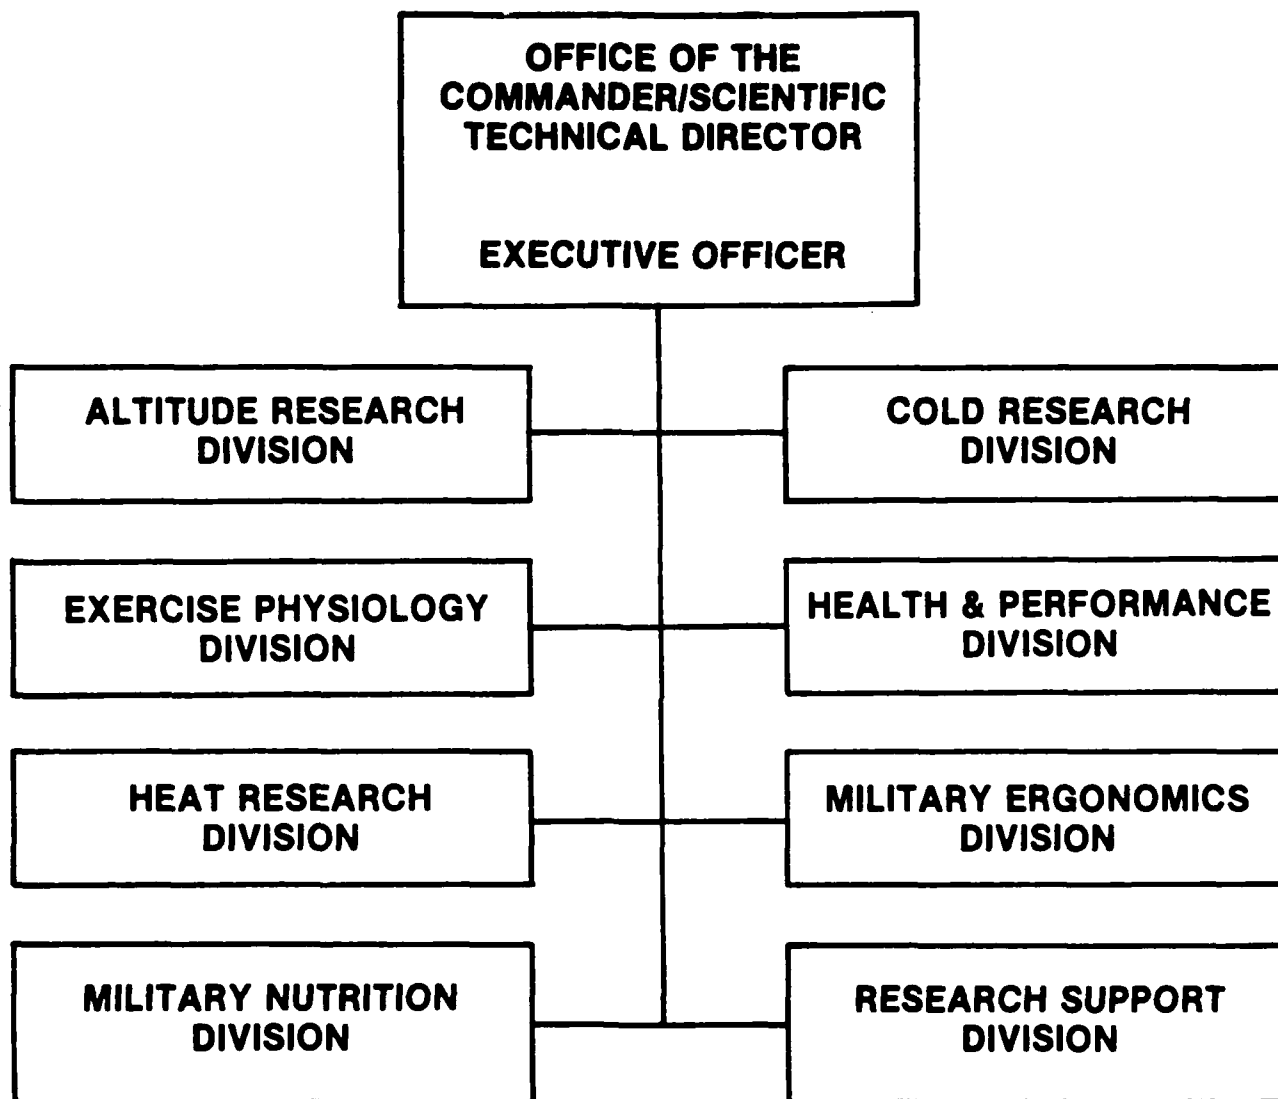 OFFICE OF THE
COMMANDER/SCIENTIFIC
TECHNICAL DIRECTOR
EXECUTIVE OFFICER
ALTITUDE RESEARCH
DIVISION
COLD RESEARCH
DIVISION
EXERCISE PHYSIOLOGY
DIVISION
HEALTH & PERFORMANCE
DIVISION
HEAT RESEARCH
DIVISION
MILITARY ERGONOMICS
DIVISION
MILITARY NUTRITION
DIVISION
RESEARCH SUPPORT
DIVISION